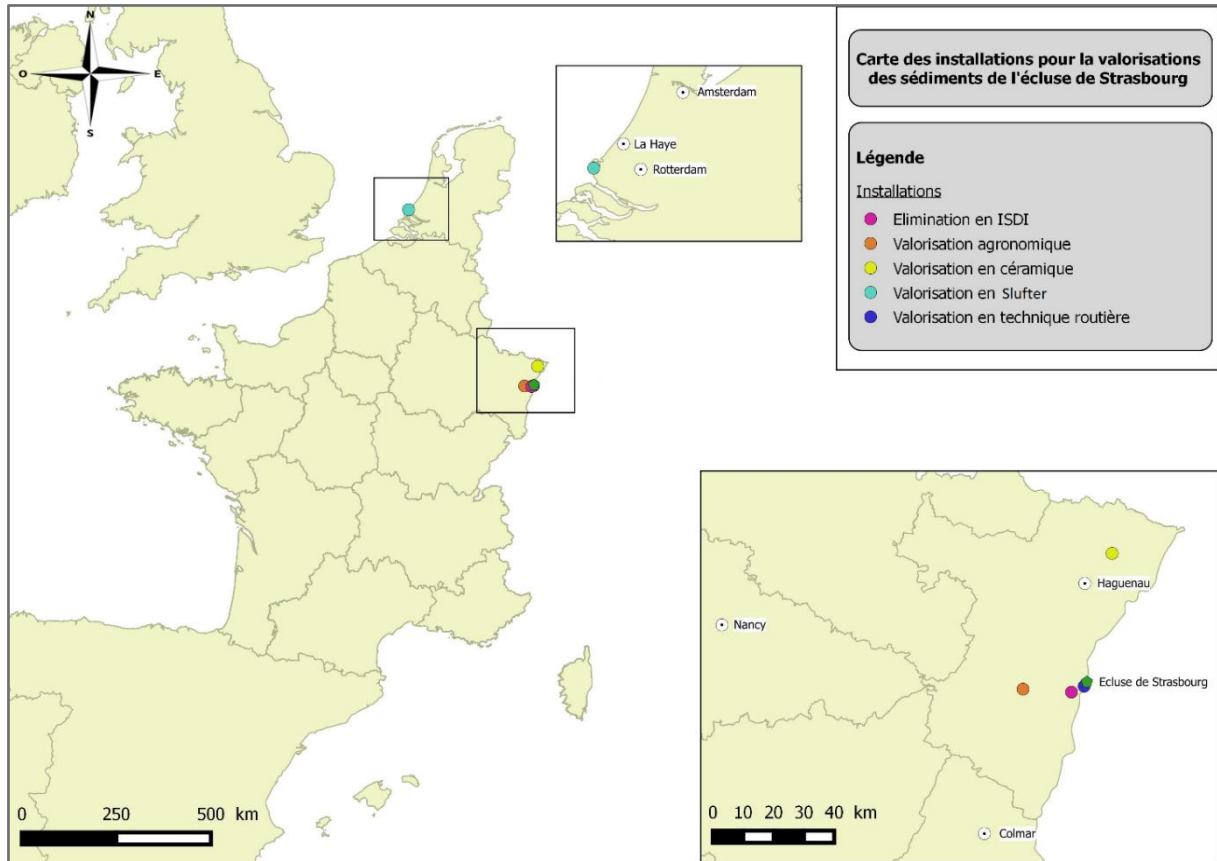 N
O
E
S
Carte des installations pour la valorisations
des sédiments de l'écluse de Strasbourg
Légende
Installations
Elimination en ISDI
Valorisation agronomique
Valorisation en céramique
Valorisation en Slufter
Valorisation en technique routière
Amsterdam
La Haye
Rotterdam
Haguenau
Nancy
Ecluse de Strasbourg
Colmar
0 250 500 km
0 10 20 30 40 km